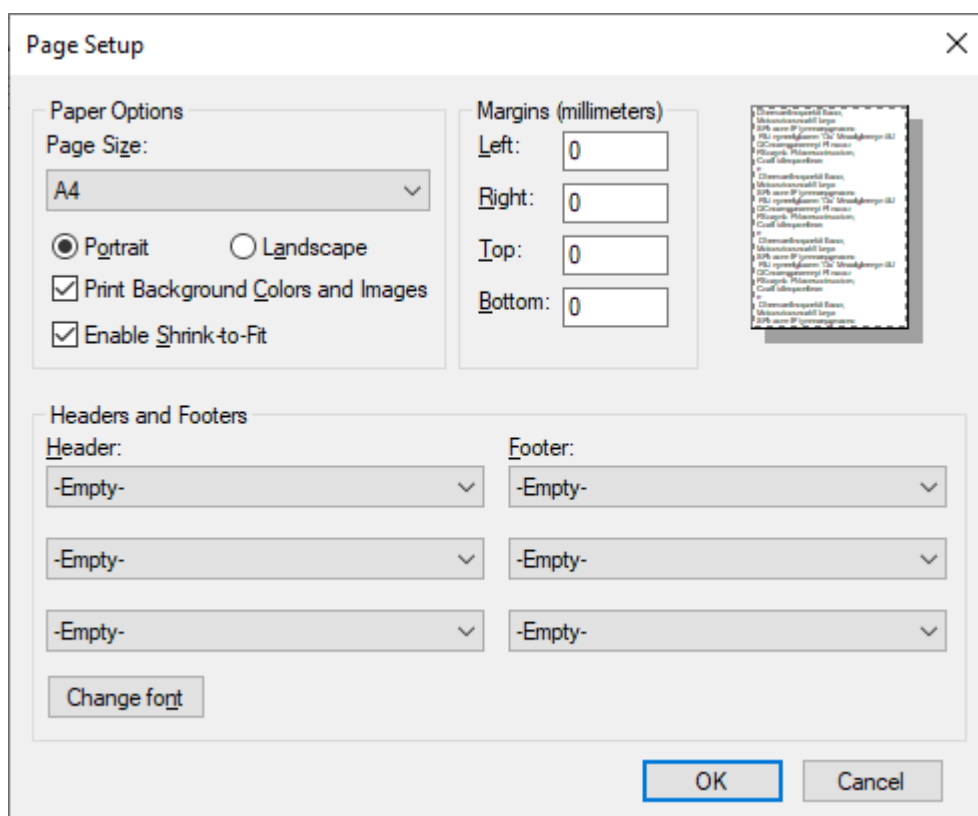 Page Setup
Paper Options
Page Size:
A4
Portrait Landscape
Print Background Colors and Images
Enable Shrink-to-Fit
Margins (millimeters)
Left: 0
Right: 0
Top: 0
Bottom: 0
Headers and Footers
Header: Footer:
-Empty- -Empty-
-Empty- -Empty-
-Empty- -Empty-
Change font
OK Cancel